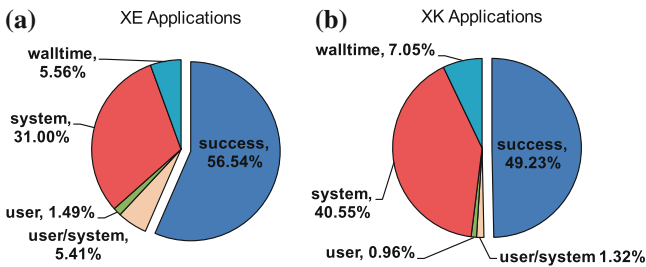 (a)
XE Applications
walltime,
5.56%
system,
31.00%
success,
56.54%
user, 1.49%
user/system,
5.41%
(b)
XK Applications
walltime, 7.05%
success,
49.23%
system,
40.55%
user, 0.96%
user/system 1.32%